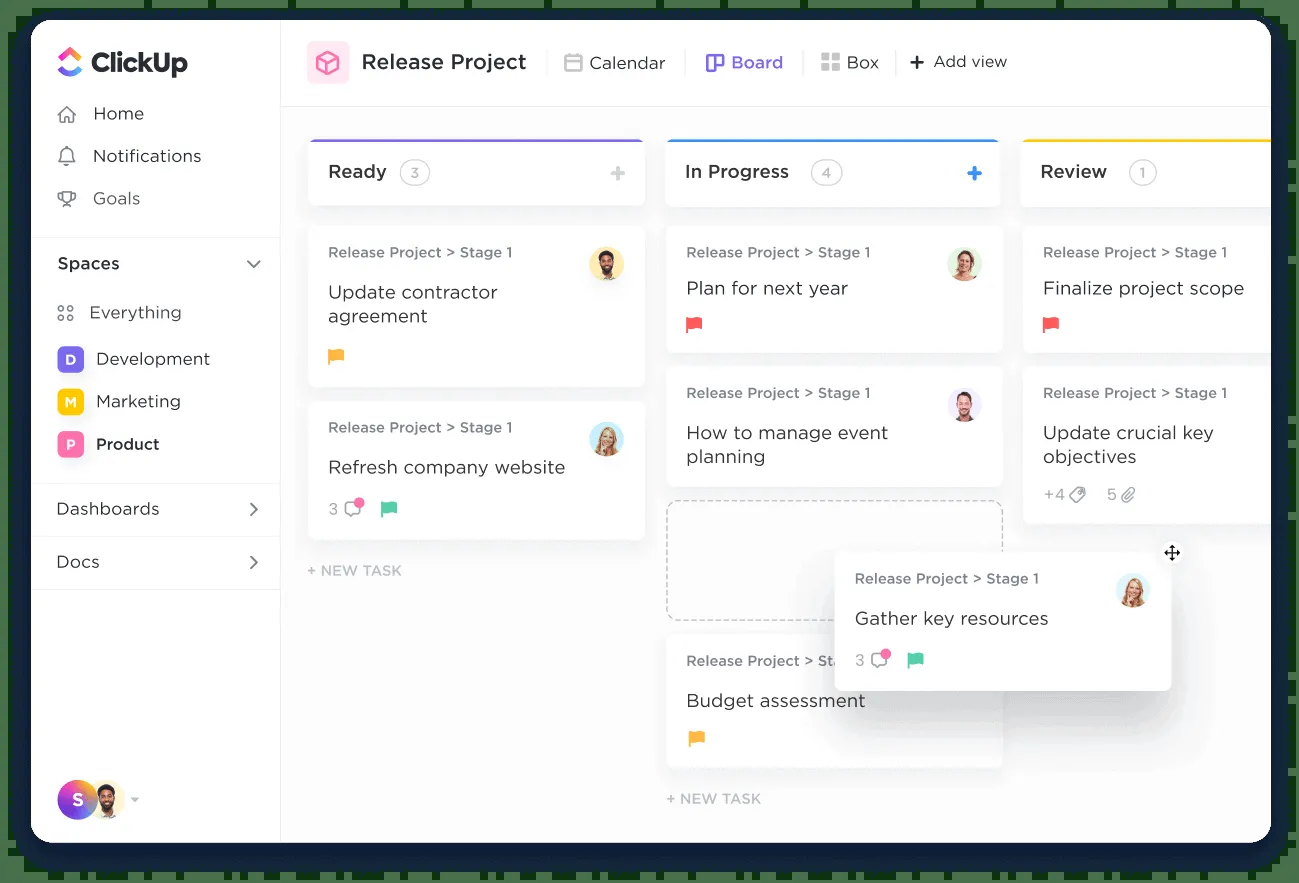 ClickUp
Home
Notifications
Goals
Spaces
Everything
D Development
M Marketing
P Product
Dashboards
Docs
S
Release Project
Calendar
Board
Box
+ Add view
Ready 3 +
Release Project > Stage 1
Update contractor
agreement
Release Project > Stage 1
Refresh company website
3
+ NEW TASK
In Progress 4 +
Release Project > Stage 1
Plan for next year
Release Project > Stage 1
How to manage event
planning
Release Project > Stage 1
Gather key resources
3
Release Project > Sta
Budget assessment
+ NEW TASK
Review 1
Release Project > Stage 1
Finalize project scope
Release Project > Stage 1
Update crucial key
objectives
+4 5